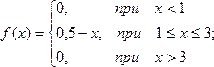 f(x) = { 0, при x < 1
0,5 − x, при 1 ≤ x ≤ 3;
0, при x > 3